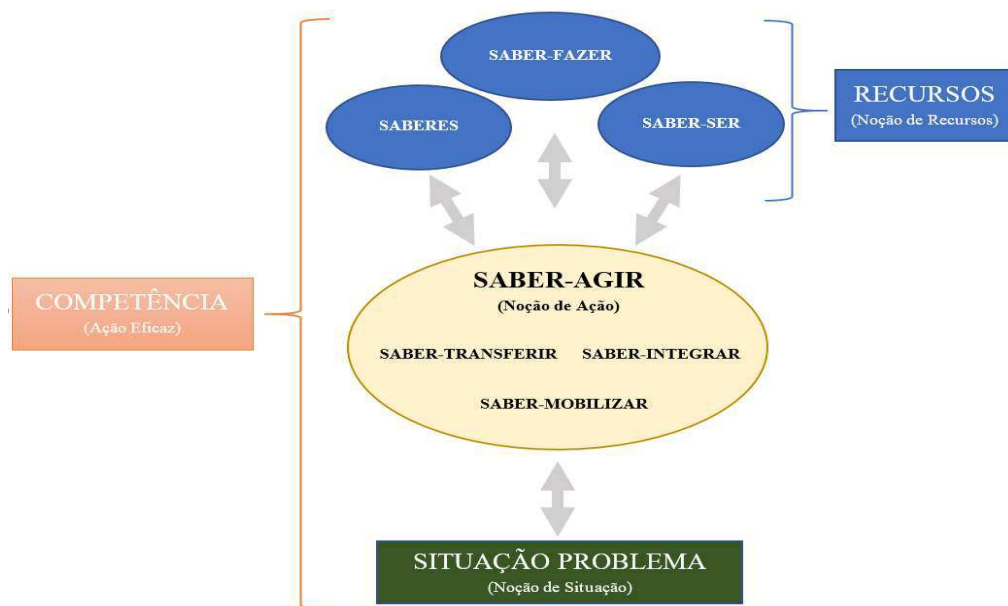 SABER-FAZER
SABERES
SABER-SER
RECURSOS
(Noção de Recursos)
SABER-AGIR
(Noção de Ação)
SABER-TRANSFERIR
SABER-INTEGRAR
SABER-MOBILIZAR
COMPETÊNCIA
(Ação Eficaz)
SITUAÇÃO PROBLEMA
(Noção de Situação)